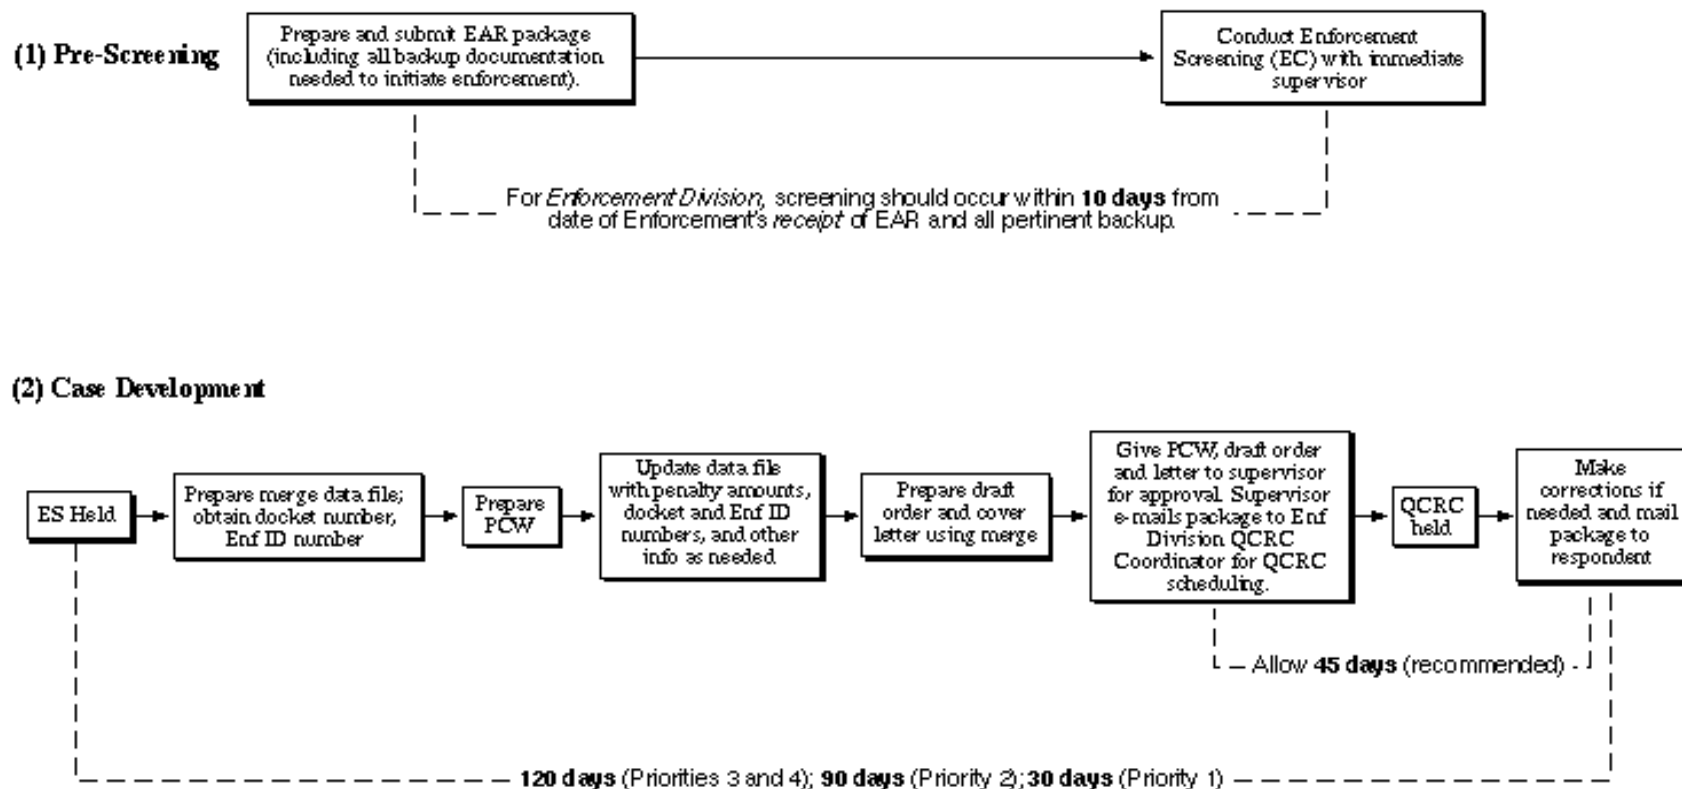 (1) Pre-Screening
Prepare and submit EAR package
(including all backup documentation
needed to initiate enforcement).
Conduct Enforcement
Screening (EC) with immediate
supervisor
For Enforcement Division, screening should occur within 10 days from
date of Enforcement's receipt of EAR and all pertinent backup.
(2) Case Development
ES Held
Prepare merge data file;
obtain docket number,
Enf ID number
Prepare
PCW
Update data file
with penalty amounts,
docket and Enf ID
numbers, and other
info as needed
Prepare draft
order and cover
letter using merge
Give PCW, draft order
and letter to supervisor
for approval. Supervisor
e-mails package to Enf
Division QCRC
Coordinator for QCRC
scheduling.
QCRC
held
Make
corrections if
needed and mail
package to
respondent
Allow 45 days (recommended)
120 days (Priorities 3 and 4); 90 days (Priority 2); 30 days (Priority 1)